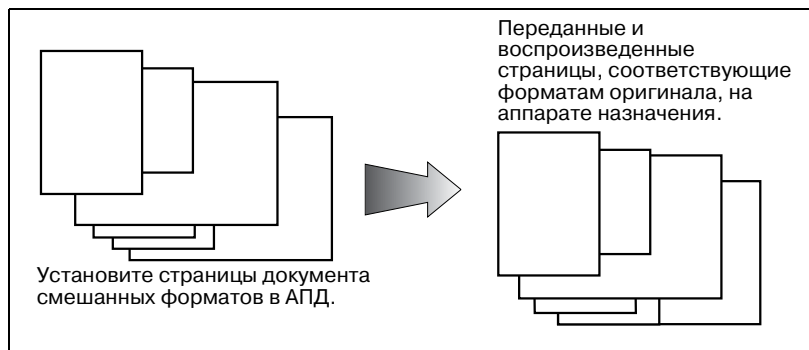 Установите страницы документа
смешанных форматов в АПД.
Переданные и
воспроизведенные
страницы, соответствующие
форматам оригинала, на
аппарате назначения.